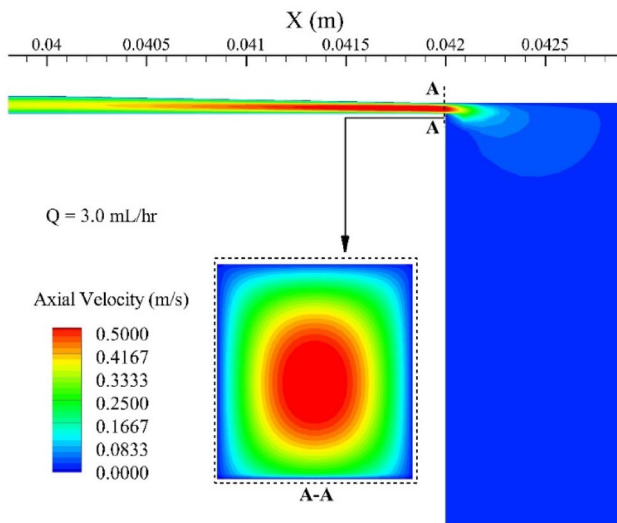 X (m)
0.04 0.0405 0.041 0.0415 0.042 0.0425
A
A
Q = 3.0 mL/hr
Axial Velocity (m/s)
0.5000
0.4167
0.3333
0.2500
0.1667
0.0833
0.0000
A-A